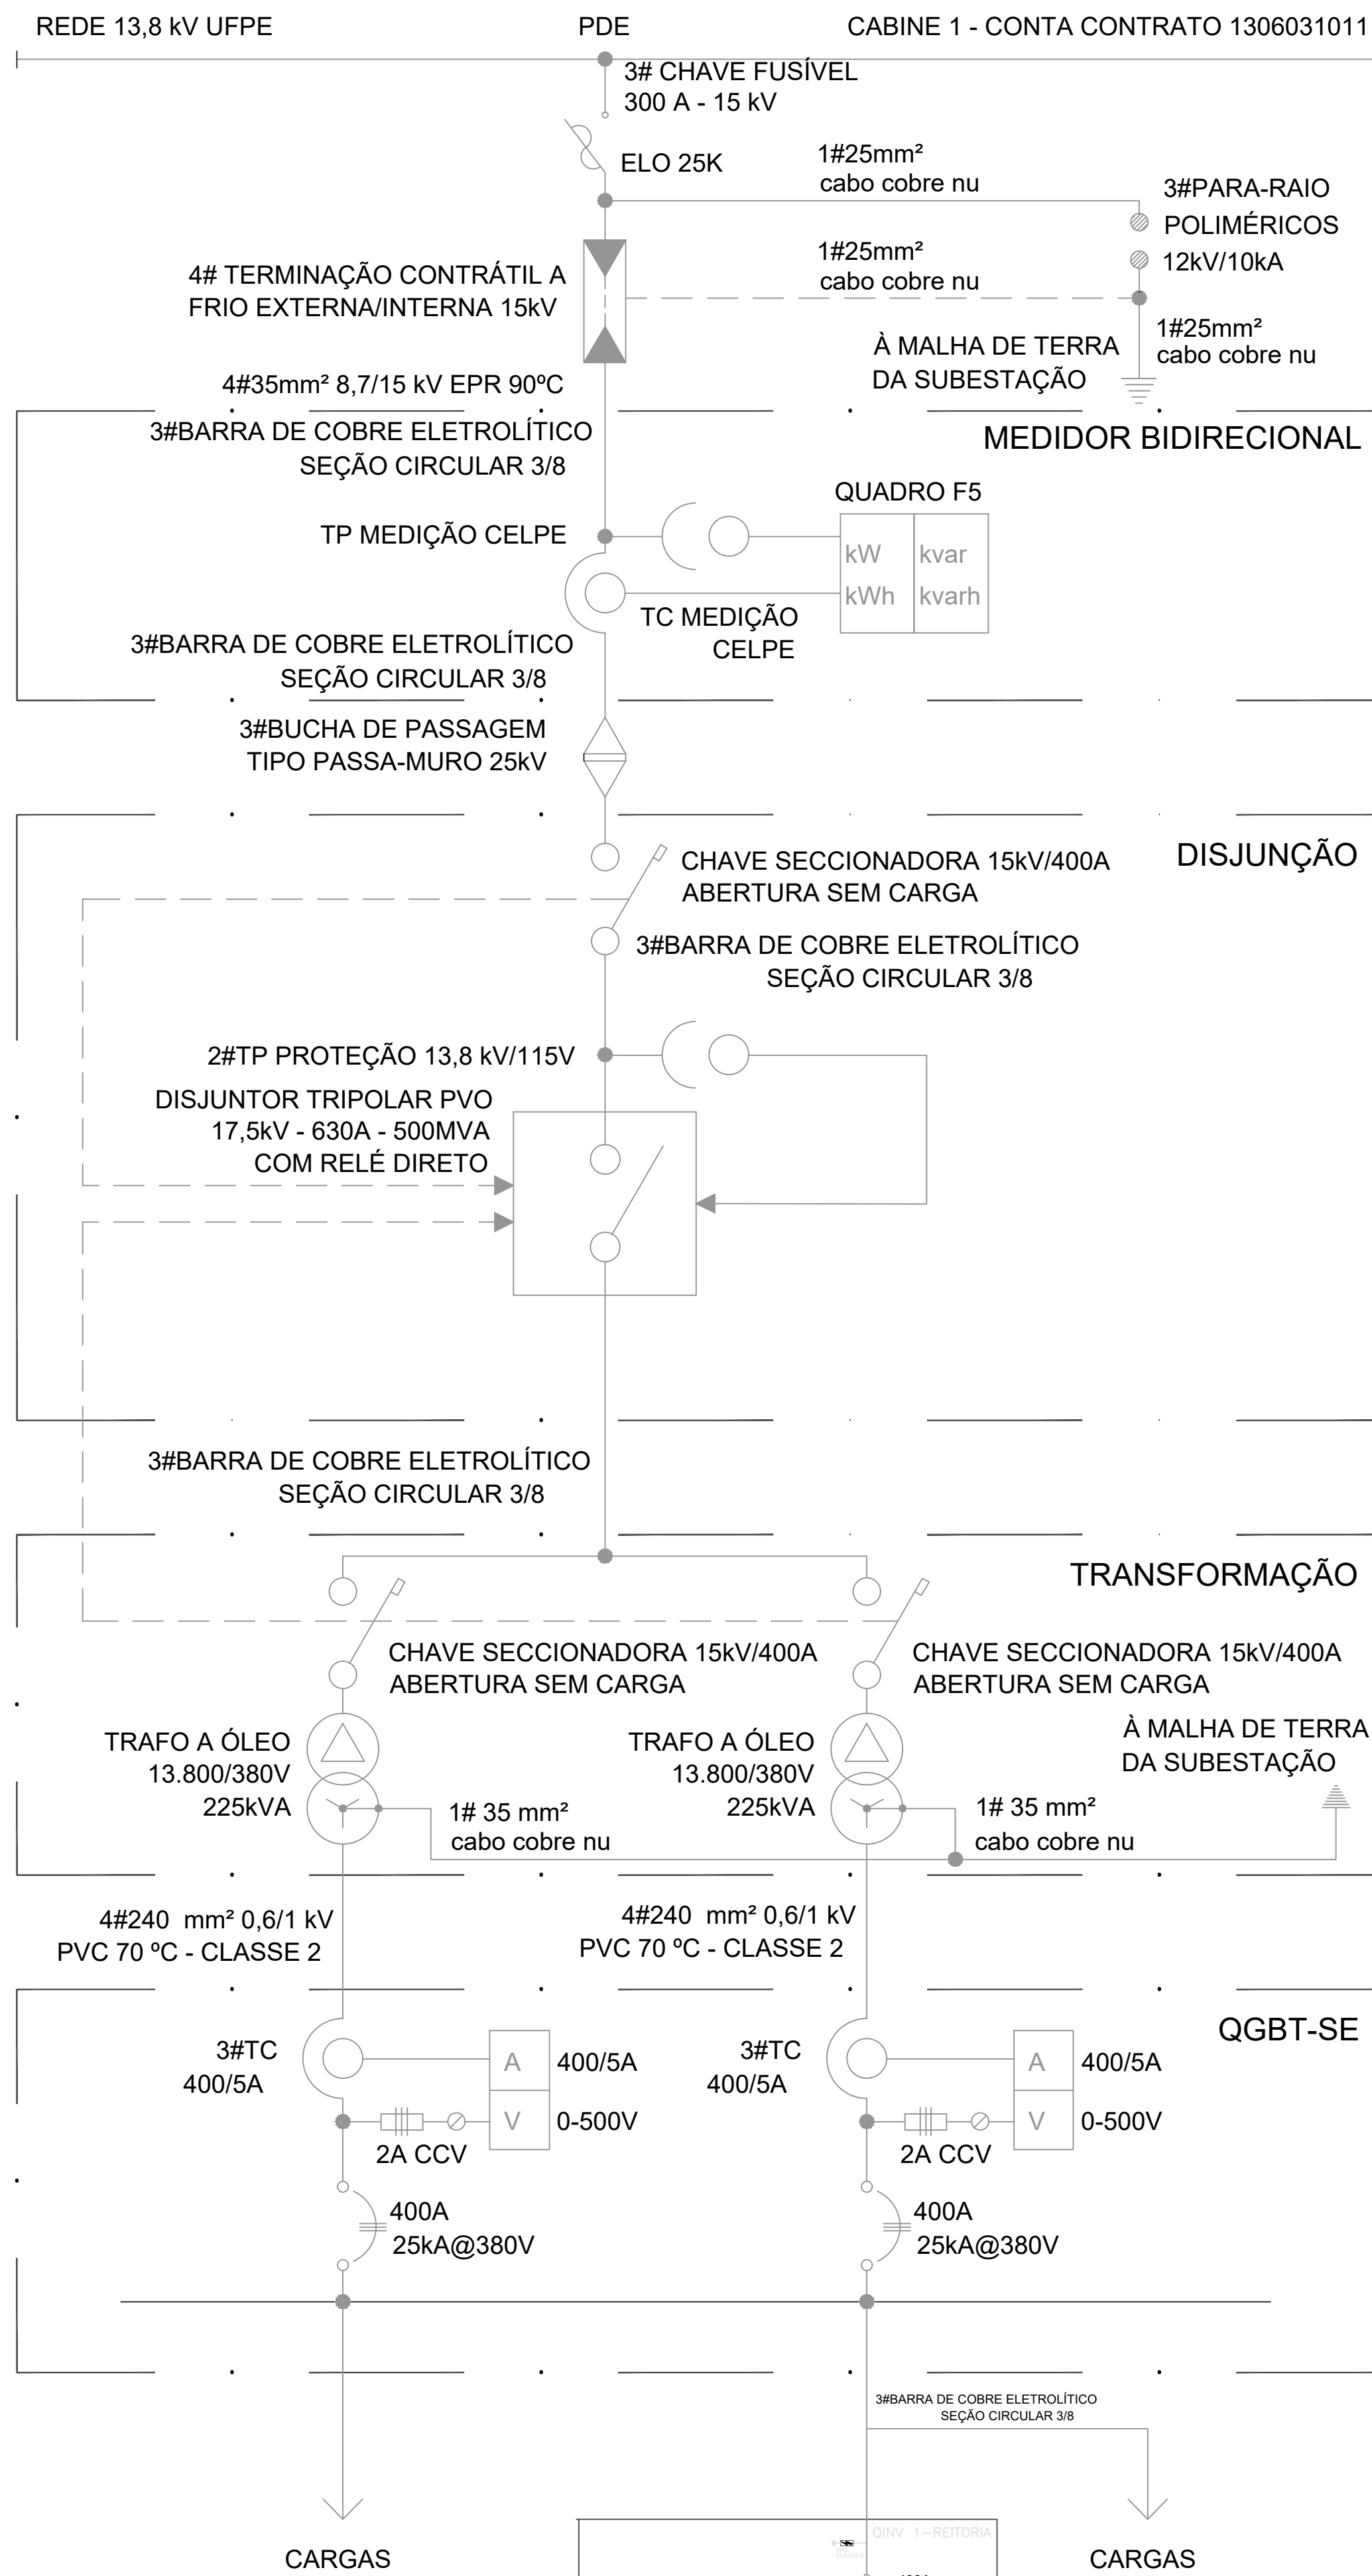 REDE 13,8 kV UFPE
PDE
CABINE 1 - CONTA CONTRATO 1306031011
3# CHAVE FUSÍVEL
300 A - 15 kV
ELO 25K
1#25mm²
cabo cobre nu
3#PARA-RAIO
POLIMÉRICOS
12kV/10kA
1#25mm²
cabo cobre nu
4# TERMINAÇÃO CONTRÁTIL A
FRIO EXTERNA/INTERNA 15kV
1#25mm²
cabo cobre nu
À MALHA DE TERRA
DA SUBESTAÇÃO
4#35mm² 8,7/15 kV EPR 90ºC
3#BARRA DE COBRE ELETROLÍTICO
SEÇÃO CIRCULAR 3/8
MEDIDOR BIDIRECIONAL
QUADRO F5
TP MEDIÇÃO CELPE
kW
kvar
kWh
kvarh
TC MEDIÇÃO
CELPE
3#BARRA DE COBRE ELETROLÍTICO
SEÇÃO CIRCULAR 3/8
3#BUCHA DE PASSAGEM
TIPO PASSA-MURO 25kV
DISJUNÇÃO
CHAVE SECCIONADORA 15kV/400A
ABERTURA SEM CARGA
3#BARRA DE COBRE ELETROLÍTICO
SEÇÃO CIRCULAR 3/8
2#TP PROTEÇÃO 13,8 kV/115V
DISJUNTOR TRIPOLAR PVO
17,5kV - 630A - 500MVA
COM RELÉ DIRETO
3#BARRA DE COBRE ELETROLÍTICO
SEÇÃO CIRCULAR 3/8
TRANSFORMAÇÃO
CHAVE SECCIONADORA 15kV/400A
ABERTURA SEM CARGA
CHAVE SECCIONADORA 15kV/400A
ABERTURA SEM CARGA
TRAFO A ÓLEO
13.800/380V
225kVA
TRAFO A ÓLEO
13.800/380V
225kVA
À MALHA DE TERRA
DA SUBESTAÇÃO
1# 35 mm²
cabo cobre nu
1# 35 mm²
cabo cobre nu
4#240 mm² 0,6/1 kV
PVC 70 ºC - CLASSE 2
4#240 mm² 0,6/1 kV
PVC 70 ºC - CLASSE 2
QGBT-SE
3#TC
400/5A
A
400/5A
V
0-500V
2A CCV
3#TC
400/5A
A
400/5A
V
0-500V
2A CCV
400A
25kA@380V
400A
25kA@380V
3#BARRA DE COBRE ELETROLÍTICO
SEÇÃO CIRCULAR 3/8
QINV 1-REITORIA
CARGAS
CARGAS